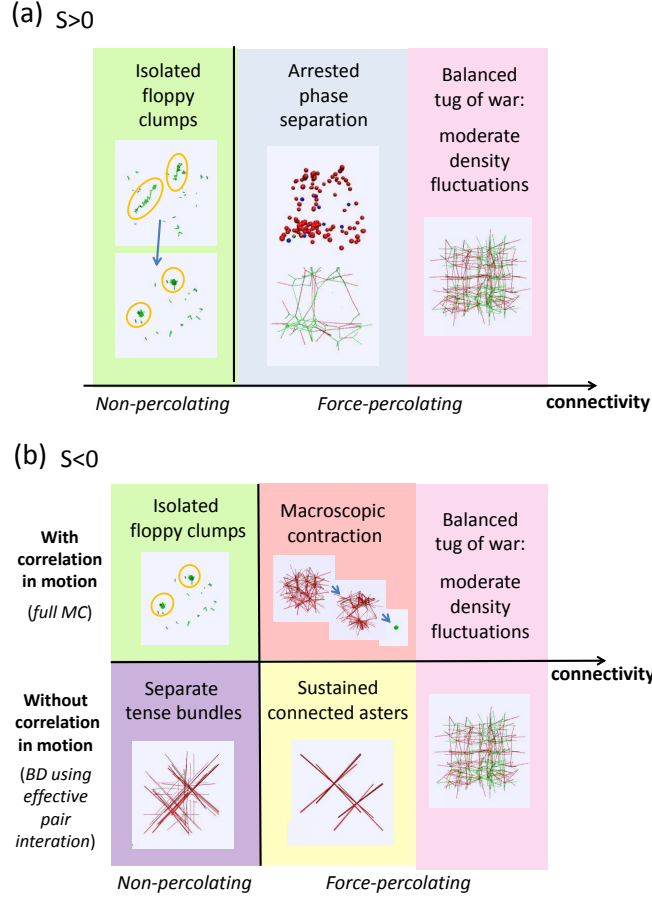 (a) S>0
Isolated
floppy
clumps
Arrested
phase
separation
Balanced
tug of war:
moderate
density
fluctuations
Non-percolating
Force-percolating
connectivity
(b) S<0
With
correlation
in motion
(full MC)
Isolated
floppy clumps
Macroscopic
contraction
Balanced
tug of war:
moderate
density
fluctuations
connectivity
Without
correlation
in motion
(BD using
effective
pair
interation)
Separate
tense bundles
Sustained
connected asters
Non-percolating
Force-percolating